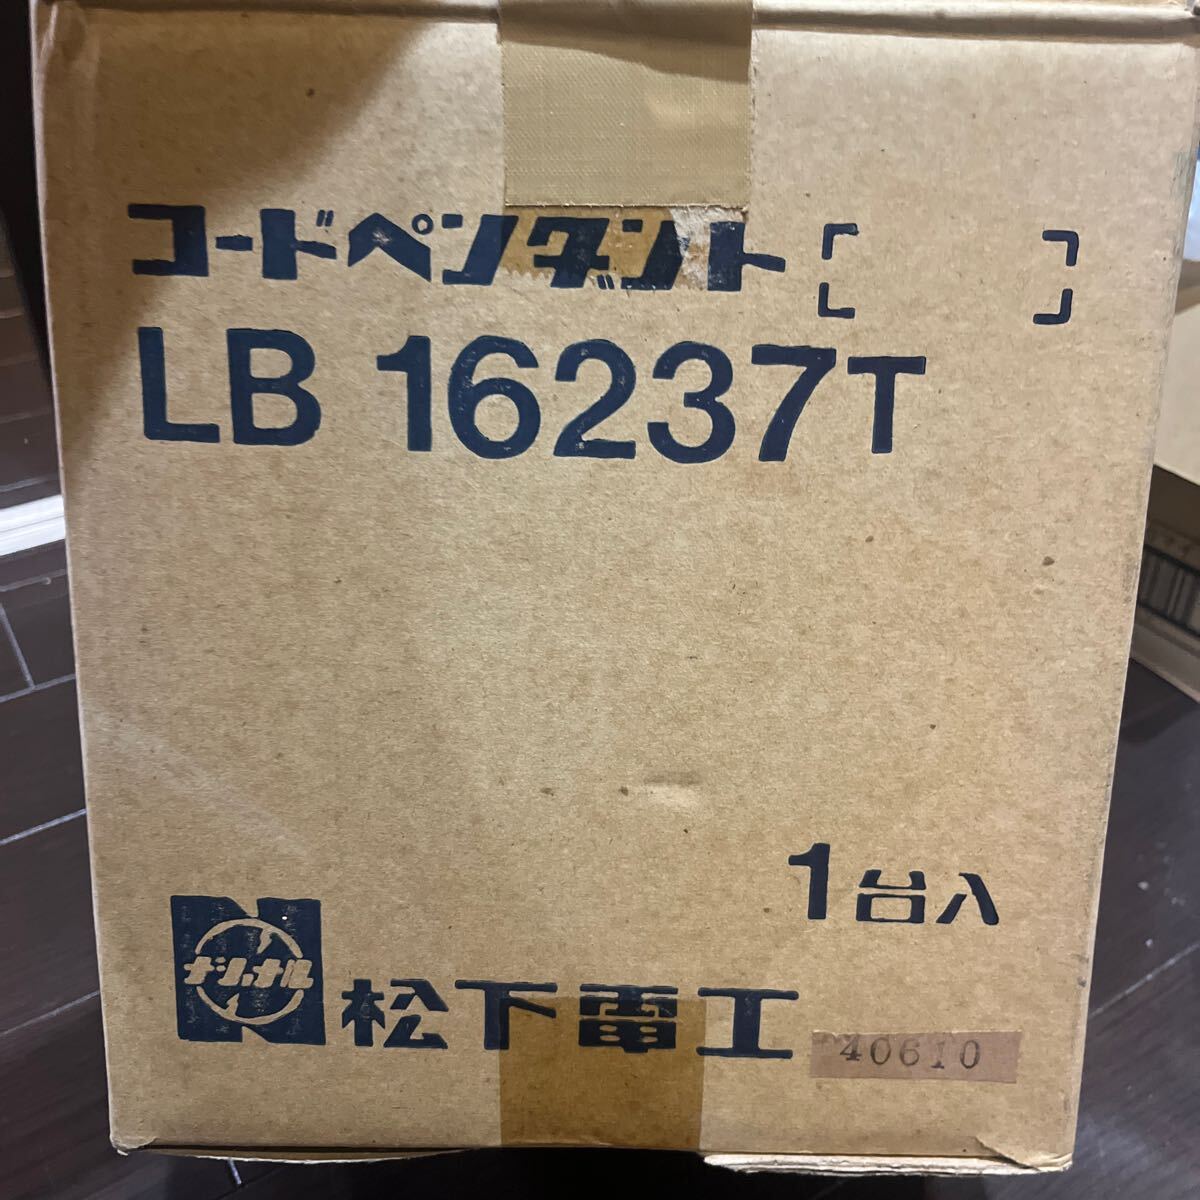 コードペンダント
LB 16237T
1台入
ナショナル
松下電工
40610